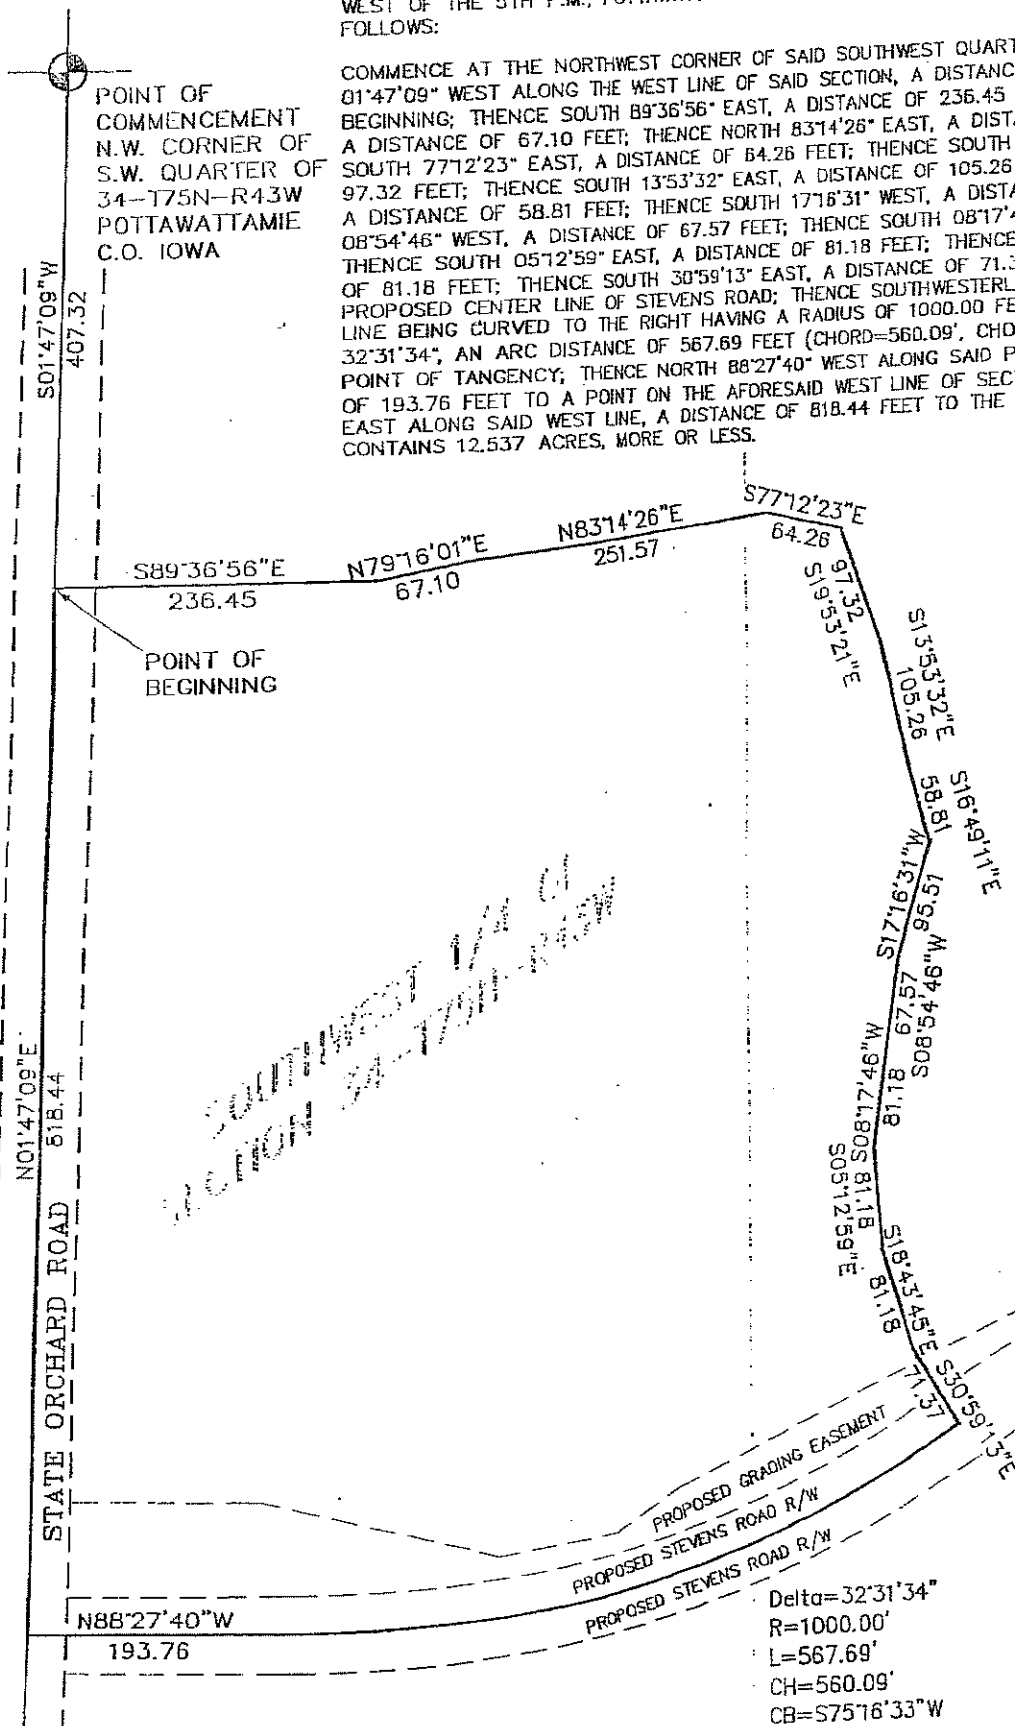 WEST OF THE 5TH P.M.,
FOLLOWS:
COMMENCE AT THE NORTHWEST CORNER OF SAID SOUTHWEST QUART
01°47'09" WEST ALONG THE WEST LINE OF SAID SECTION, A DISTANC
BEGINNING; THENCE SOUTH 89°36'56" EAST, A DISTANCE OF 236.45
A DISTANCE OF 67.10 FEET; THENCE NORTH 83°14'26" EAST, A DISTA
SOUTH 77°12'23" EAST, A DISTANCE OF 64.26 FEET; THENCE SOUTH
97.32 FEET; THENCE SOUTH 13°53'32" EAST, A DISTANCE OF 105.26
A DISTANCE OF 58.81 FEET; THENCE SOUTH 17°16'31" WEST, A DISTA
08°54'46" WEST, A DISTANCE OF 67.57 FEET; THENCE SOUTH 08°17'4
THENCE SOUTH 05°12'59" EAST, A DISTANCE OF 81.18 FEET; THENCE
OF 81.18 FEET; THENCE SOUTH 30°59'13" EAST, A DISTANCE OF 71.3
PROPOSED CENTER LINE OF STEVENS ROAD; THENCE SOUTHWESTERL
LINE BEING CURVED TO THE RIGHT HAVING A RADIUS OF 1000.00 FE
32°31'34", AN ARC DISTANCE OF 567.69 FEET (CHORD=560.09', CHO
POINT OF TANGENCY; THENCE NORTH 88°27'40" WEST ALONG SAID P
OF 193.76 FEET TO A POINT ON THE AFORESAID WEST LINE OF SEC
EAST ALONG SAID WEST LINE, A DISTANCE OF 818.44 FEET TO THE
CONTAINS 12.537 ACRES, MORE OR LESS.
POINT OF
COMMENCEMENT
N.W. CORNER OF
S.W. QUARTER OF
34-T75N-R43W
POTTAWATTAMIE
C.O. IOWA
S01°47'09"W
407.32
S89°36'56"E
236.45
N79°16'01"E
67.10
N83°14'26"E
251.57
S77°12'23"E
64.26
97.32
S19°53'21"E
S13°53'32"E
105.26
58.81
S16°49'11"E
POINT OF
BEGINNING
S17°16'31"W
95.51
67.57
S08°54'46"W
S08°17'46"W
81.18
81.18
S05°12'59"E
S18°43'45"E
81.18
S30°59'13"E
71.37
SOUTHWEST 1/4 OF
SECTION 34-T75N-R43W
N01°47'09"E
818.44
STATE ORCHARD ROAD
PROPOSED GRADING EASEMENT
PROPOSED STEVENS ROAD R/W
PROPOSED STEVENS ROAD R/W
N88°27'40"W
193.76
Delta=32°31'34"
R=1000.00'
L=567.69'
CH=560.09'
CB=S75°16'33"W